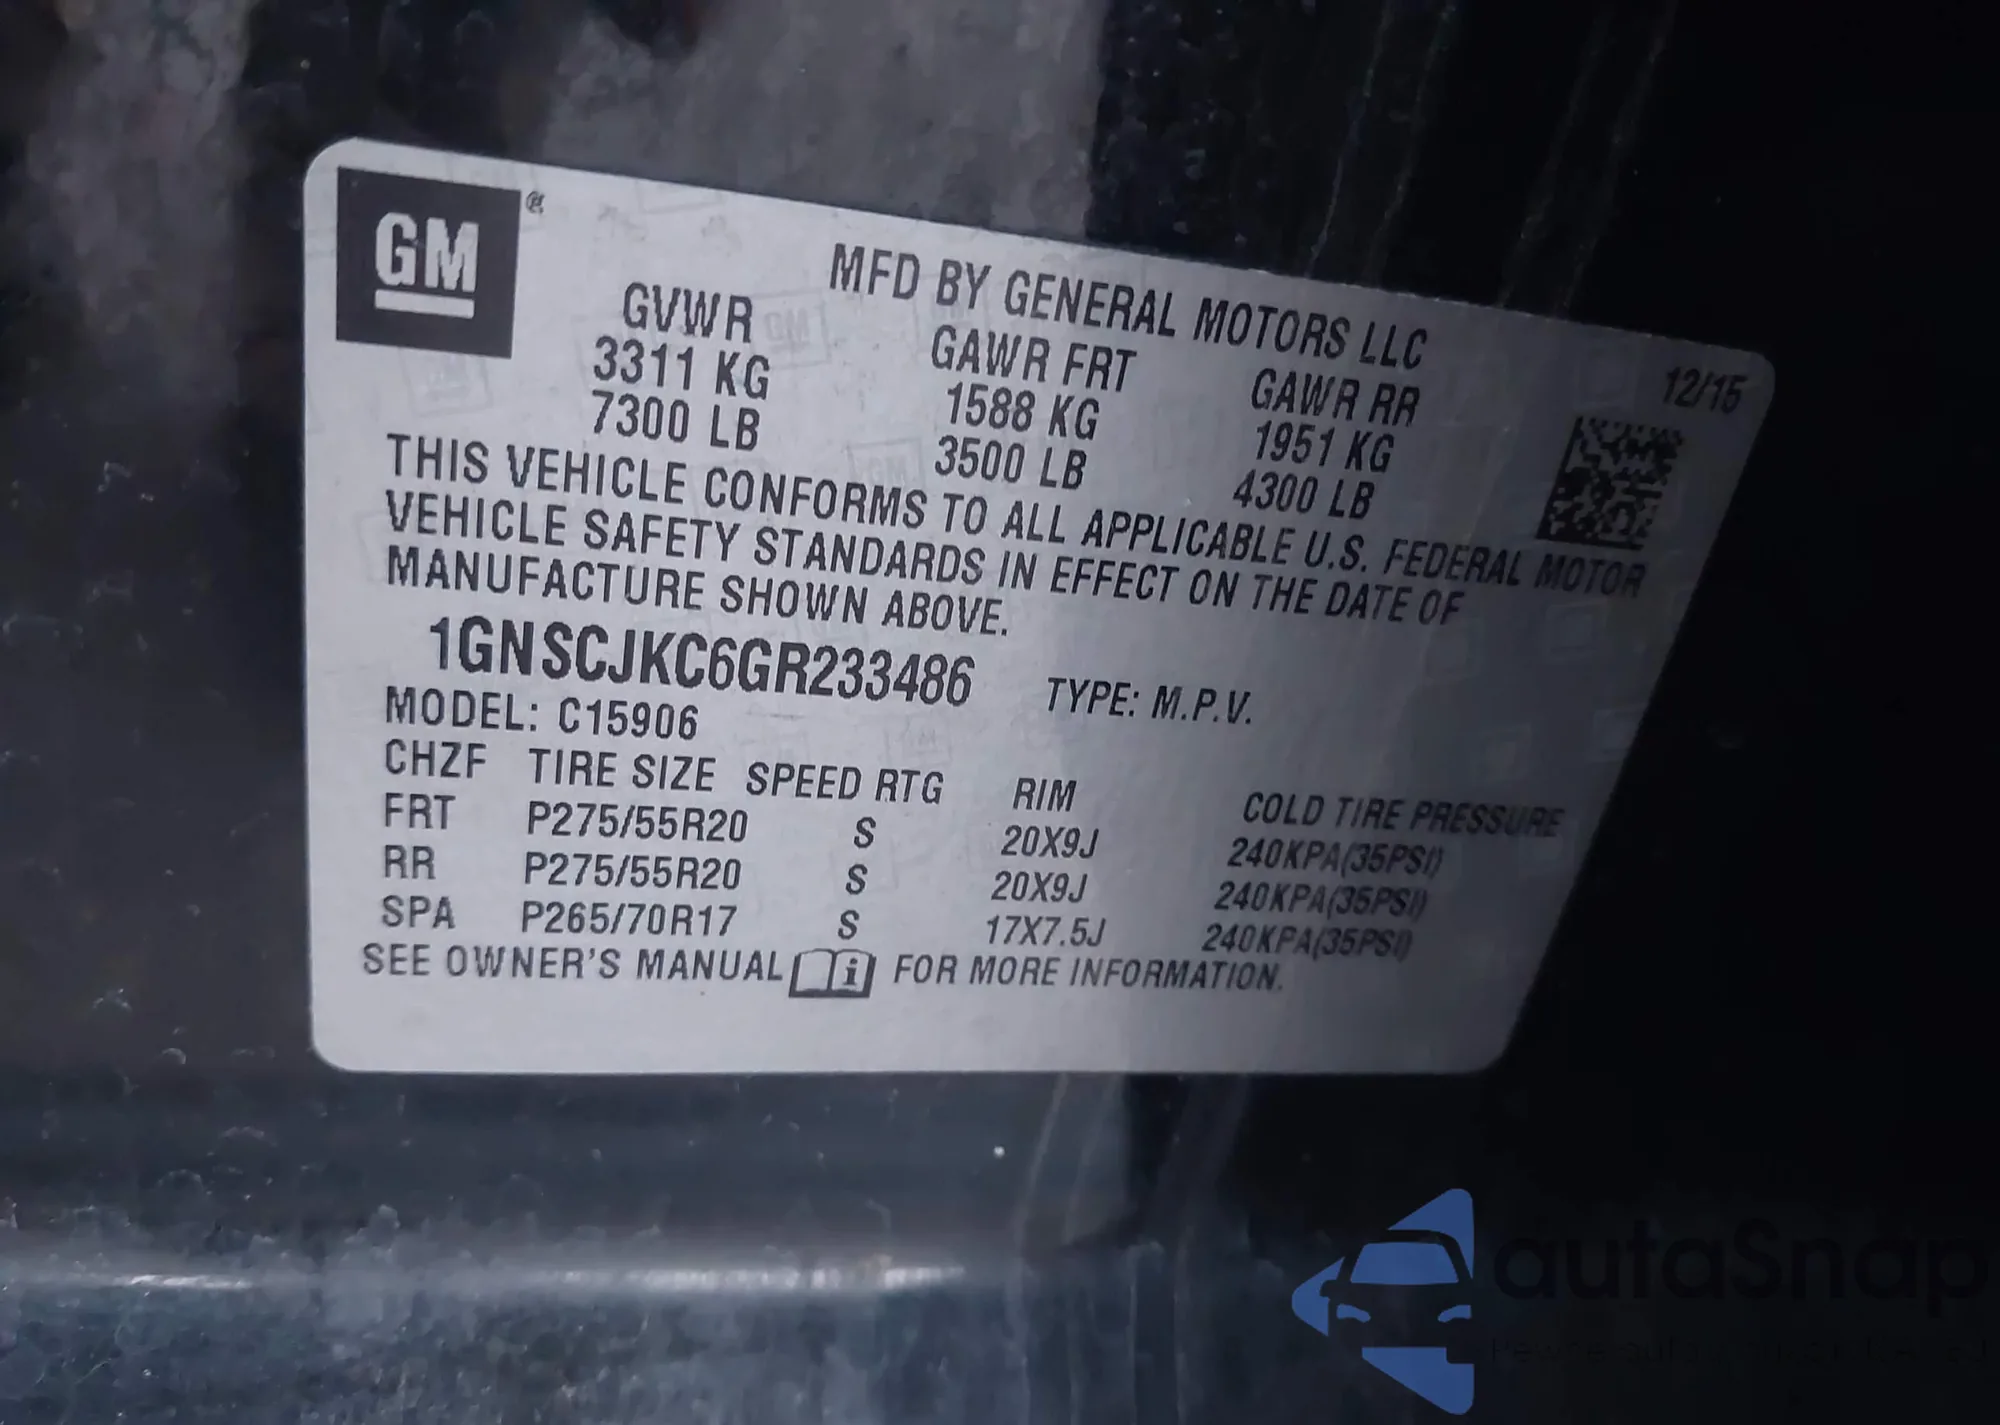 GM ®
MFD BY GENERAL MOTORS LLC
12/15
GVWR GAWR FRT GAWR RR
3311 KG 1588 KG 1951 KG
7300 LB 3500 LB 4300 LB
THIS VEHICLE CONFORMS TO ALL APPLICABLE U.S. FEDERAL MOTOR
VEHICLE SAFETY STANDARDS IN EFFECT ON THE DATE OF
MANUFACTURE SHOWN ABOVE.
1GNSCJKC6GR233486 TYPE: M.P.V.
MODEL: C15906
CHZF TIRE SIZE SPEED RTG RIM COLD TIRE PRESSURE
FRT P275/55R20 S 20X9J 240KPA(35PSI)
RR P275/55R20 S 20X9J 240KPA(35PSI)
SPA P265/70R17 S 17X7.5J 240KPA(35PSI)
SEE OWNER'S MANUAL i FOR MORE INFORMATION.
autaSnap